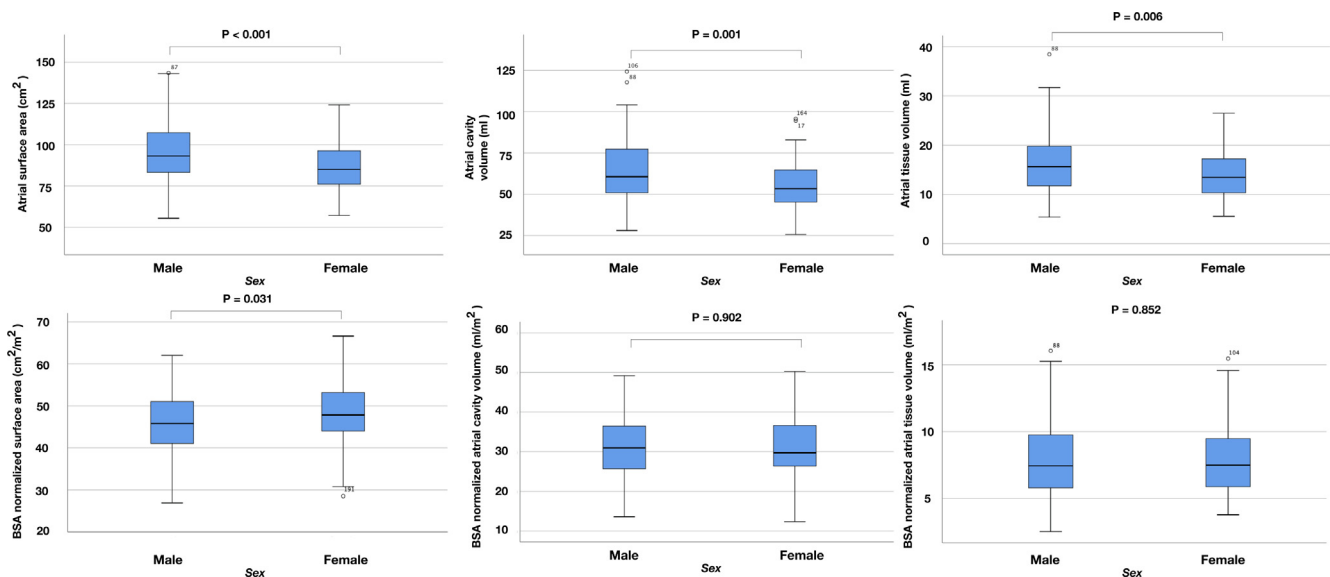 P < 0.001
Atrial surface area (cm²)
150
125
100
75
50
87
Male
Female
Sex
P = 0.001
Atrial cavity
volume (ml)
125
100
75
50
25
106
88
164
17
Male
Female
Sex
P = 0.006
Atrial tissue volume (ml)
40
30
20
10
0
88
Male
Female
Sex
P = 0.031
BSA normalized surface area (cm²/m²)
70
60
50
40
30
20
191
Male
Female
Sex
P = 0.902
BSA normalized atrial cavity volume (ml/m²)
60
50
40
30
20
10
Male
Female
Sex
P = 0.852
BSA normalized atrial tissue volume (ml/m²)
15
10
5
88
104
Male
Female
Sex